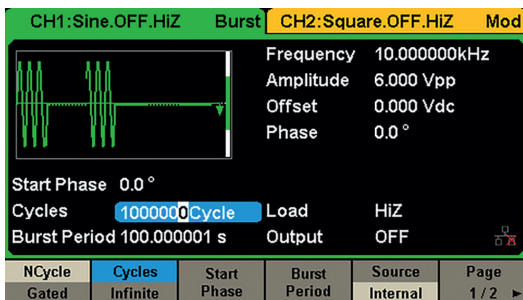 CH1:Sine.OFF.HiZ Burst CH2:Square.OFF.HiZ Mod
Frequency 10.000000kHz
Amplitude 6.000 Vpp
Offset 0.000 Vdc
Phase 0.0 °
Start Phase 0.0 °
Cycles 1000000Cycle Load HiZ
Burst Period 100.000001 s Output OFF
NCycle Cycles Start Burst Source Page
Gated Infinite Phase Period Internal 1/2 ►